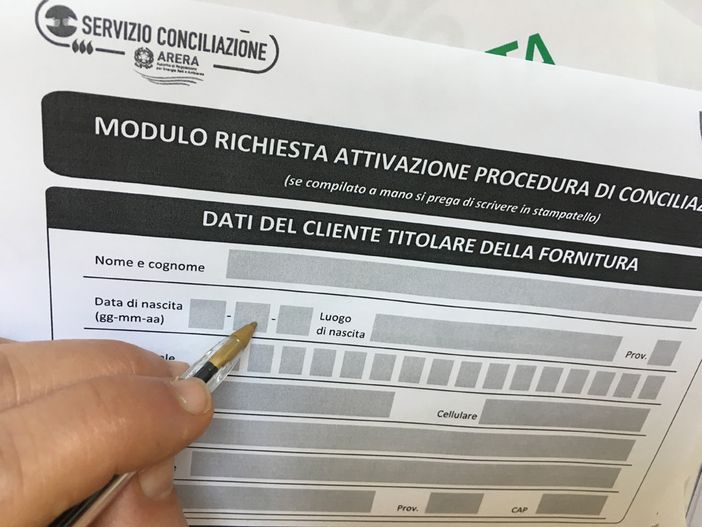 SERVIZIO CONCILIAZIONE
ARERA
TA
MODULO RICHIESTA ATTIVAZIONE PROCEDURA DI CONCILIAZ
(se compilato a mano si prega di scrivere in stampatello)
DATI DEL CLIENTE TITOLARE DELLA FORNITURA
Nome e cognome
Data di nascita
(gg-mm-aa) - - Luogo
di nascita Prov.
ale
Cellulare
e
Prov. CAP